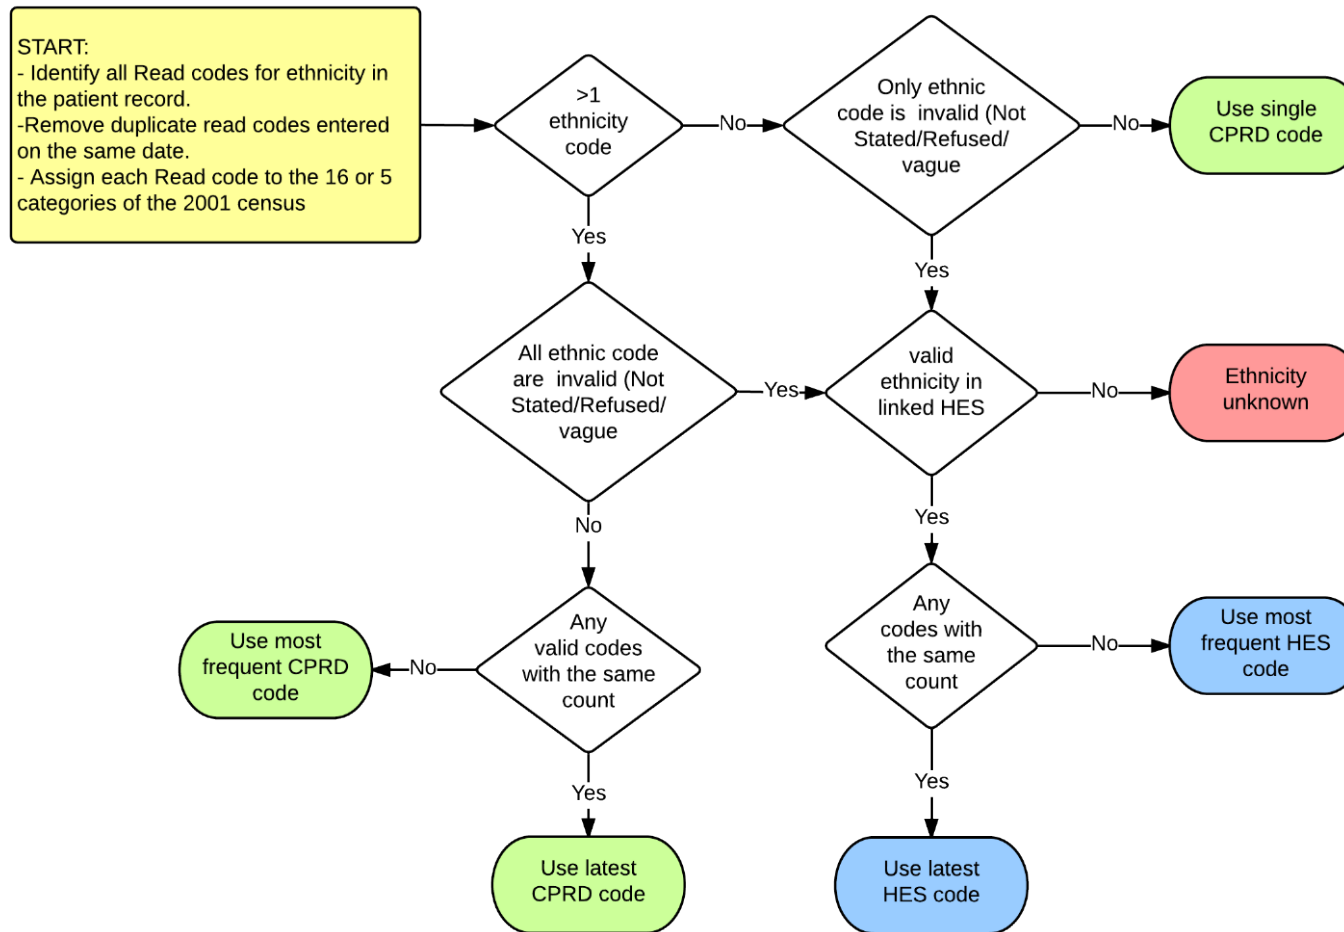 START:
- Identify all Read codes for ethnicity in
the patient record.
-Remove duplicate read codes entered
on the same date.
- Assign each Read code to the 16 or 5
categories of the 2001 census
>1
ethnicity
code
No
Only ethnic
code is invalid (Not
Stated/Refused/
vague
No
Use single
CPRD code
Yes
Yes
All ethnic code
are invalid (Not
Stated/Refused/
vague
Yes
valid
ethnicity in
linked HES
No
Ethnicity
unknown
No
Yes
Use most
frequent CPRD
code
No
Any
valid codes
with the same
count
Any
codes with
the same
count
No
Use most
frequent HES
code
Yes
Yes
Use latest
CPRD code
Use latest
HES code